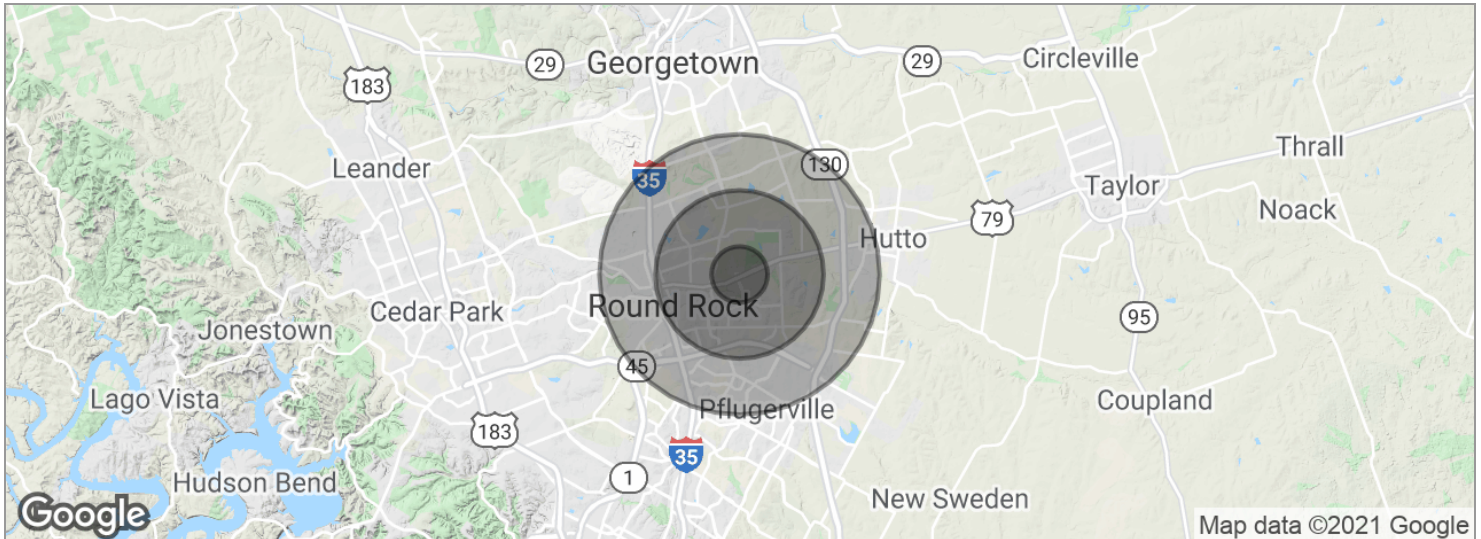 Georgetown
29
29
Circleville
183
Thrall
Leander
130
35
Taylor
Noack
79
Hutto
Round Rock
Cedar Park
Jonestown
95
45
Lago Vista
Pflugerville
Coupland
183
35
1
Hudson Bend
New Sweden
Google
Map data ©2021 Google